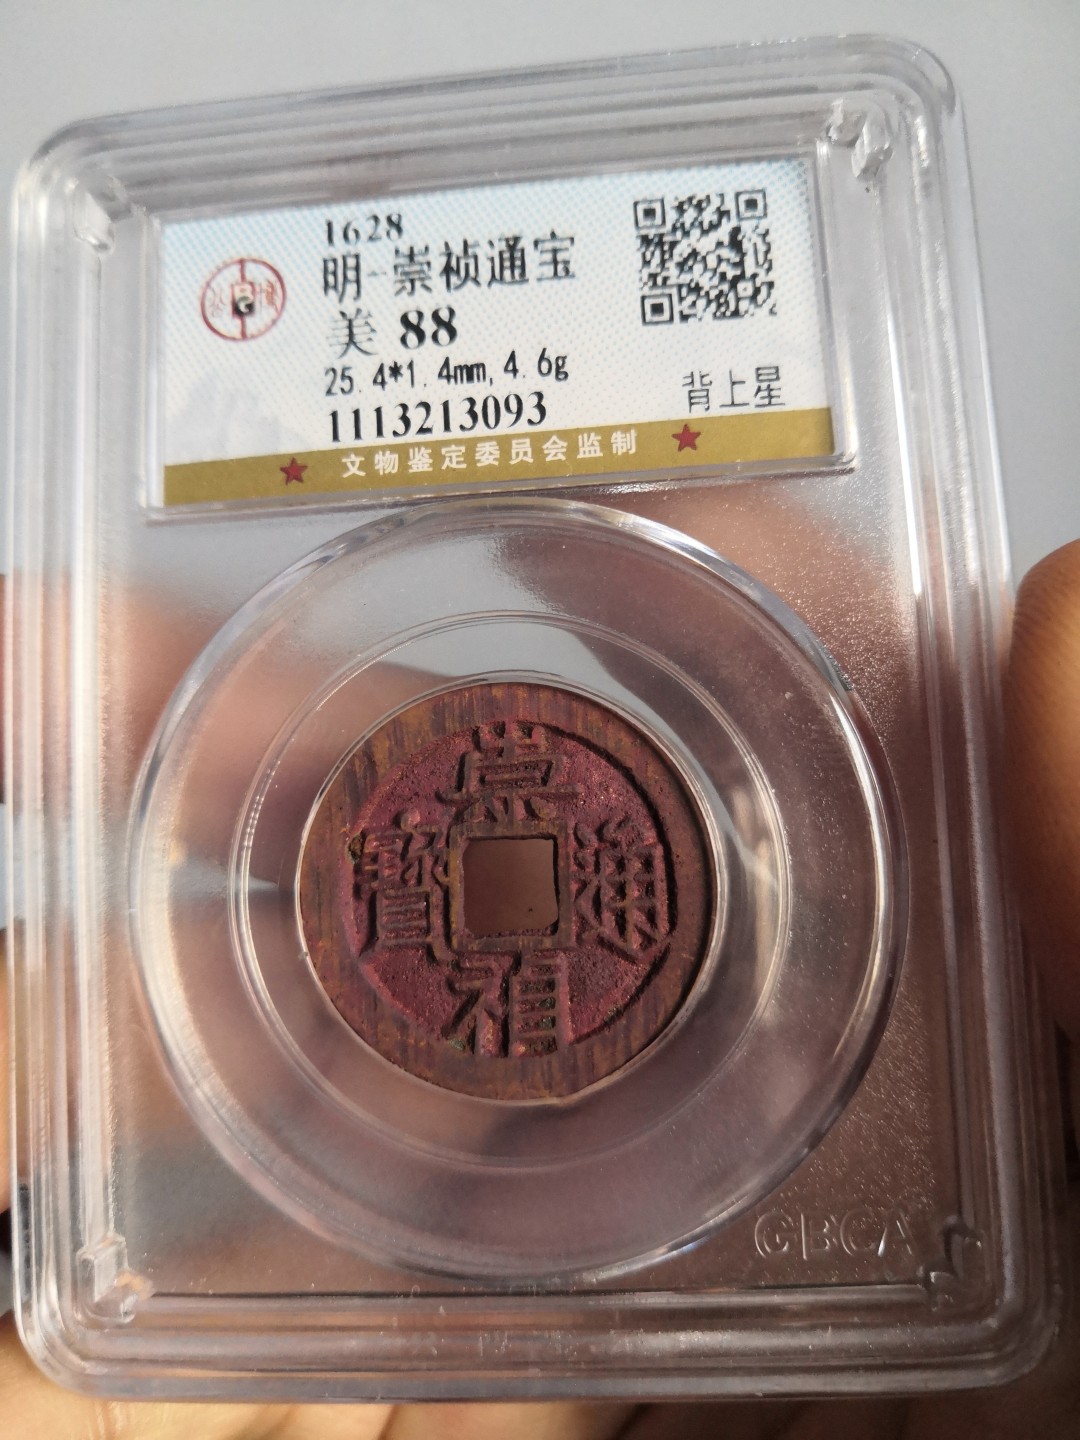 1628
明-崇祯通宝
美 88
25.4*1.4mm,4.6g
背上星
1113213093
★ 文物鉴定委员会监制 ★
崇
寶 通
禎
GBCA